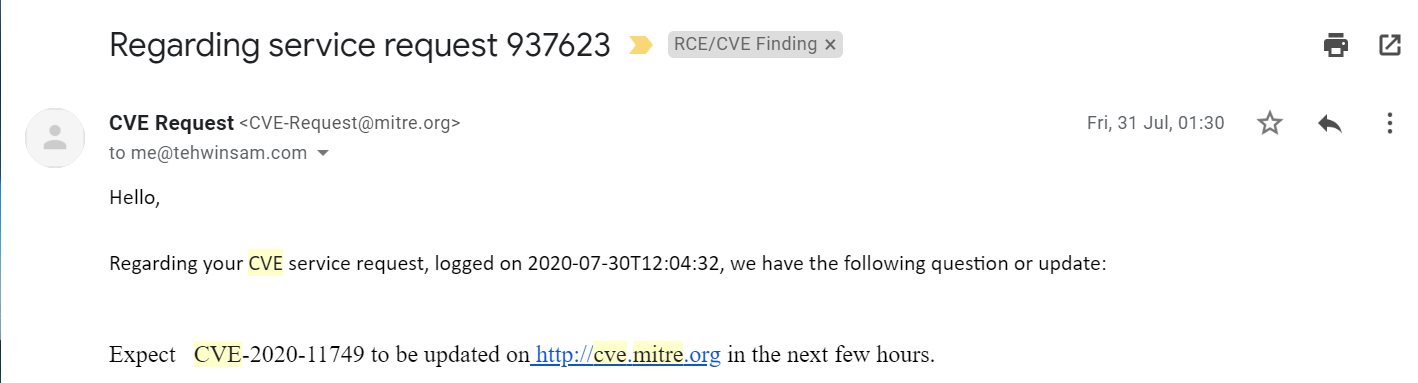 Regarding service request 937623 RCE/CVE Finding ×
CVE Request <CVE-Request@mitre.org> Fri, 31 Jul, 01:30
to me@tehwinsam.com
Hello,
Regarding your CVE service request, logged on 2020-07-30T12:04:32, we have the following question or update:
Expect CVE-2020-11749 to be updated on http://cve.mitre.org in the next few hours.